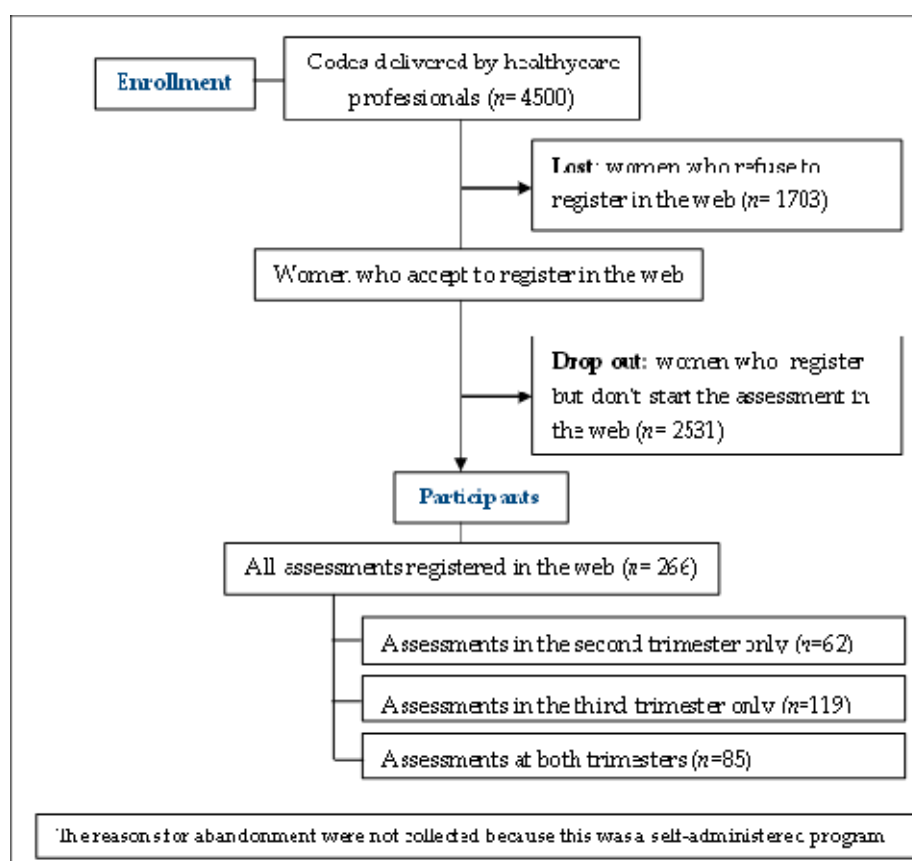 Enrollment
Codes delivered by healthycare
professionals (n= 4500)
Lost: women who refuse to
register in the web (n= 1703)
Women who accept to register in the web
Drop out: women who register
but don't start the assessment in
the web (n= 2531)
Participants
All assessments registered in the web (n= 266)
Assessments in the second trimester only (n=62)
Assessments in the third trimester only (n=119)
Assessments at both trimesters (n=85)
The reasons for abandonment were not collected because this was a self-administered program